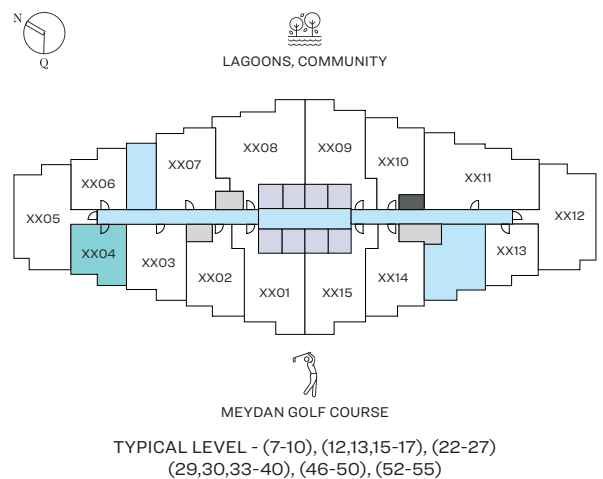 N
Q
LAGOONS, COMMUNITY
XX08
XX09
XX07
XX10
XX06
XX11
XX05
XX12
XX04
XX03
XX02
XX01
XX15
XX14
XX13
MEYDAN GOLF COURSE
TYPICAL LEVEL - (7-10), (12,13,15-17), (22-27)
(29,30,33-40), (46-50), (52-55)